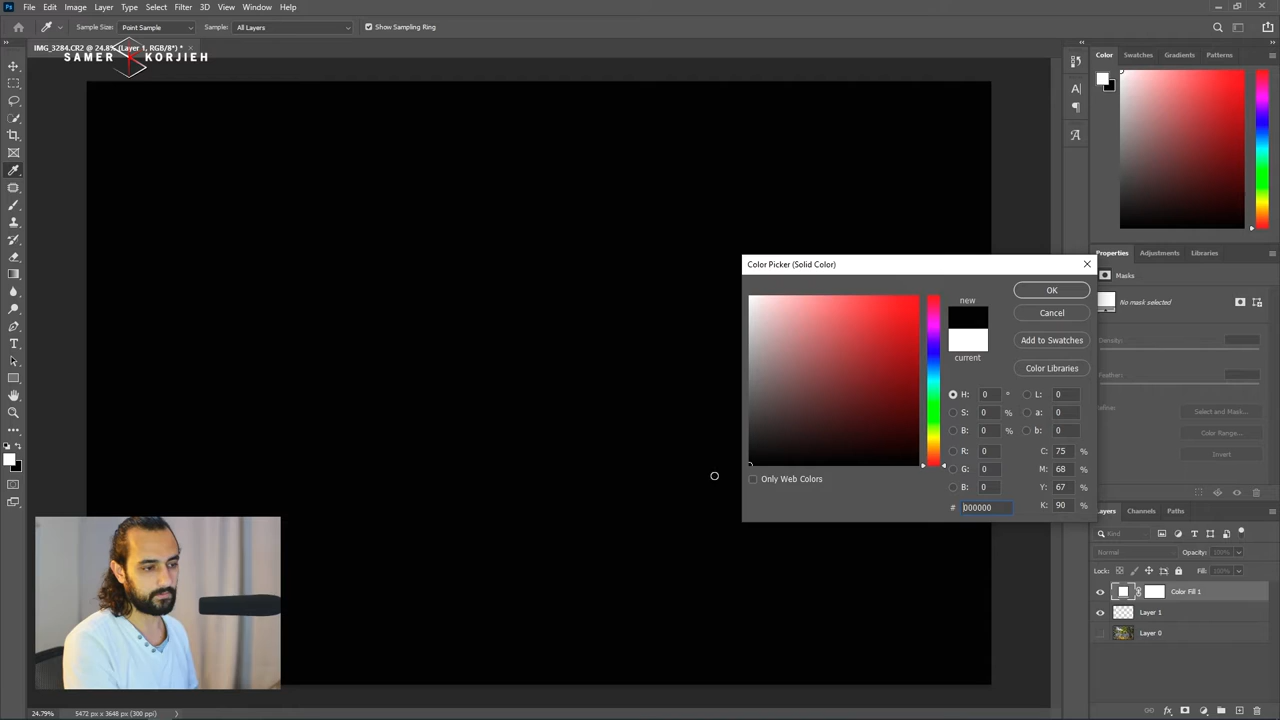 File Edit Image Layer Type Select Filter 3D View Window Help
Sample Size: Point Sample Sample: All Layers Show Sampling Ring
IMG_3284.CR2 @ 24.8% (Layer 1, RGB/8*) *
SAMER KORJIEH
Color Swatches Gradients Patterns
Properties Adjustments Libraries
Masks
No mask selected
Density:
Feather:
Refine:
Select and Mask...
Color Range...
Invert
Color Picker (Solid Color)
new
current
OK
Cancel
Add to Swatches
Color Libraries
H: 0 ° L: 0
S: 0 % a: 0
B: 0 % b: 0
R: 0 C: 75 %
G: 0 M: 68 %
B: 0 Y: 67 %
# 000000 K: 90 %
Only Web Colors
Layers Channels Paths
Kind
Normal Opacity: 100%
Lock: Fill: 100%
Color Fill 1
Layer 1
Layer 0
24.79% 5472 px x 3648 px (300 ppi)